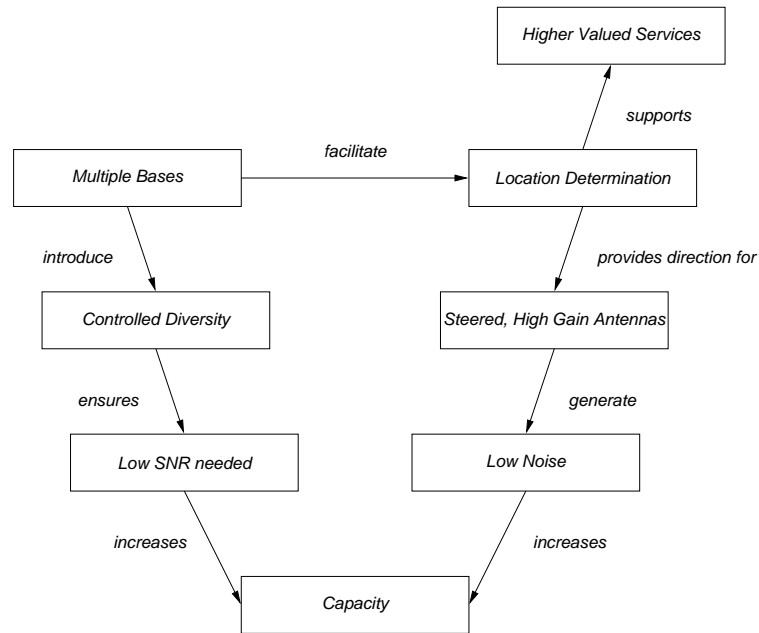 Higher Valued Services
supports
facilitate
Multiple Bases
Location Determination
introduce
provides direction for
Controlled Diversity
Steered, High Gain Antennas
ensures
generate
Low SNR needed
Low Noise
increases
increases
Capacity